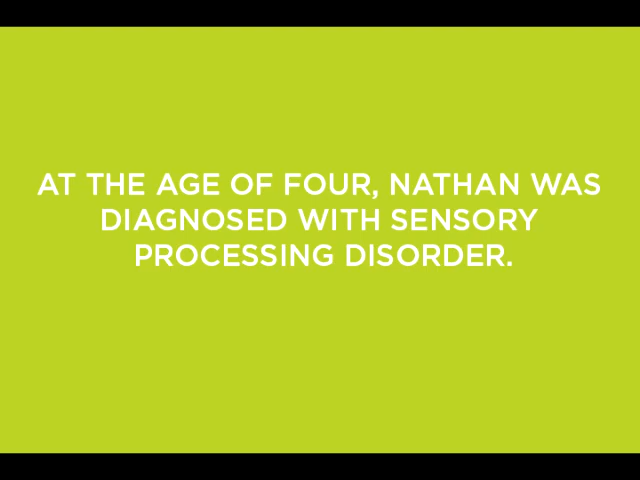 AT THE AGE OF FOUR, NATHAN WAS
DIAGNOSED WITH SENSORY
PROCESSING DISORDER.